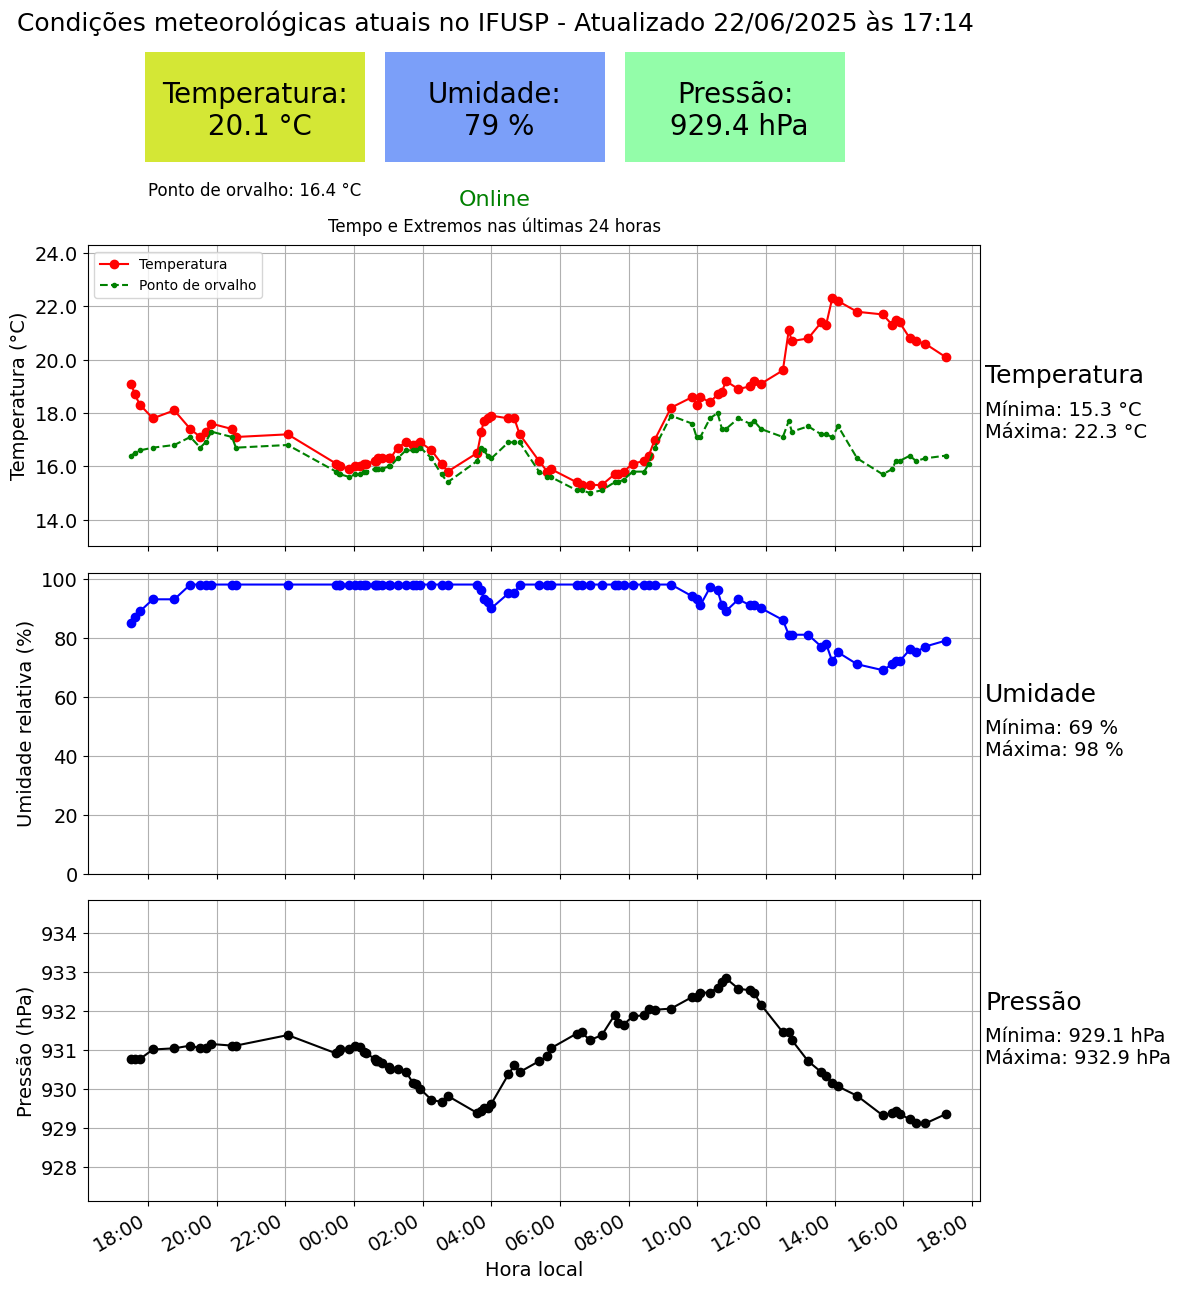 Condições meteorológicas atuais no IFUSP - Atualizado 22/06/2025 às 17:14
Temperatura:
20.1 °C
Umidade:
79 %
Pressão:
929.4 hPa
Ponto de orvalho: 16.4 °C
Online
Tempo e Extremos nas últimas 24 horas
Temperatura (°C)
24.0
22.0
20.0
18.0
16.0
14.0
Temperatura
Ponto de orvalho
Temperatura
Mínima: 15.3 °C
Máxima: 22.3 °C
Umidade relativa (%)
100
80
60
40
20
0
Umidade
Mínima: 69 %
Máxima: 98 %
Pressão (hPa)
934
933
932
931
930
929
928
Pressão
Mínima: 929.1 hPa
Máxima: 932.9 hPa
18:00 20:00 22:00 00:00 02:00 04:00 06:00 08:00 10:00 12:00 14:00 16:00 18:00
Hora local